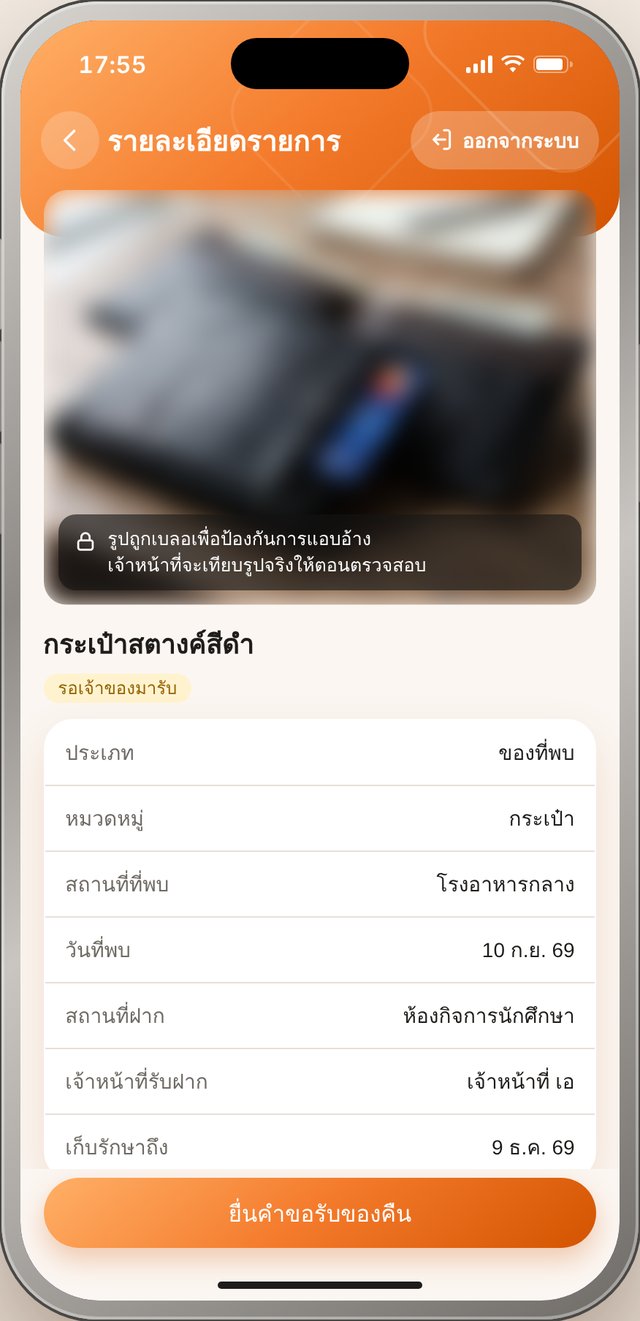 17:55
รายละเอียดรายการ
ออกจากระบบ
รูปถูกเบลอเพื่อป้องกันการแอบอ้าง
เจ้าหน้าที่จะเทียบรูปจริงให้ตอนตรวจสอบ
กระเป๋าสตางค์สีดำ
รอเจ้าของมารับ
ประเภท ของที่พบ
หมวดหมู่ กระเป๋า
สถานที่ที่พบ โรงอาหารกลาง
วันที่พบ 10 ก.ย. 69
สถานที่ฝาก ห้องกิจการนักศึกษา
เจ้าหน้าที่รับฝาก เจ้าหน้าที่ เอ
เก็บรักษาถึง 9 ธ.ค. 69
ยื่นคำขอรับของคืน